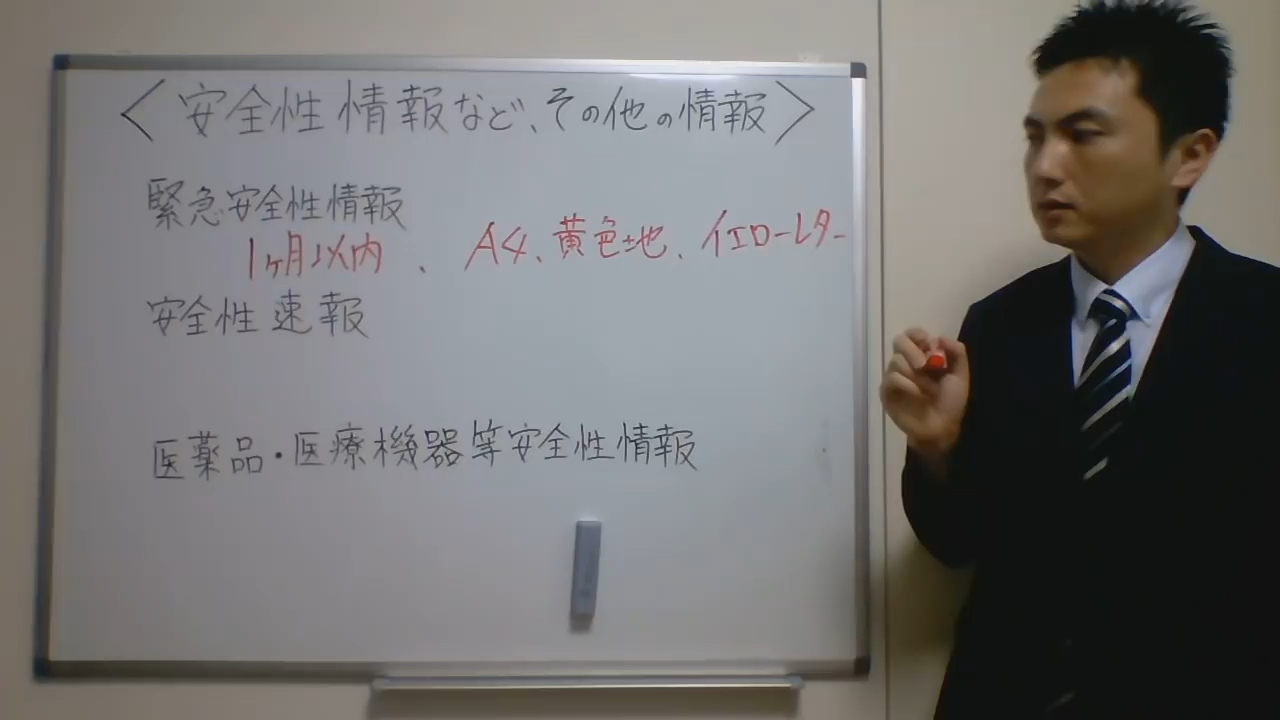 〈安全性情報など、その他の情報〉
緊急安全性情報
1ヶ月以内、A4、黄色地、イエローレター
安全性速報
医薬品・医療機器等安全性情報